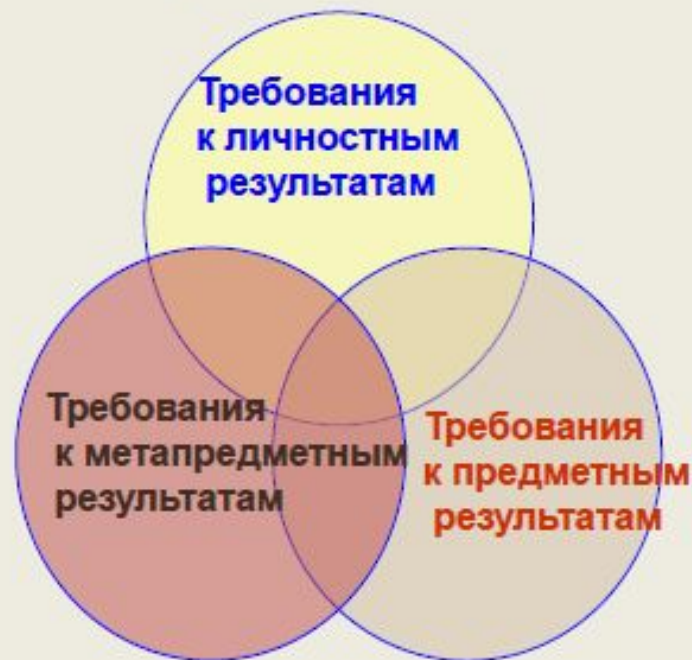 Требования
к личностным
результатам
Требования
к метапредметным
результатам
Требования
к предметным
результатам